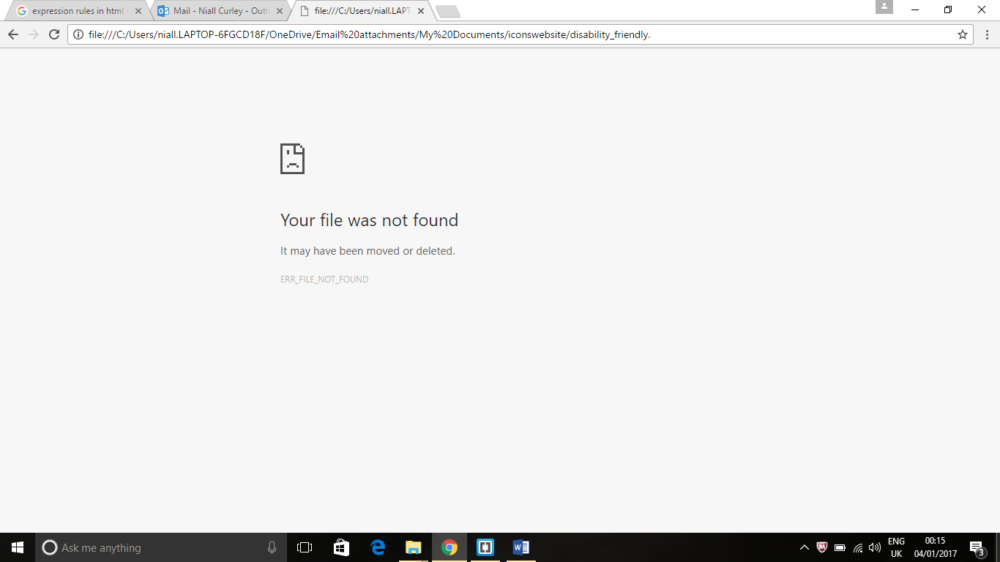 expression rules in html -
Mail - Niall Curley - Outl
file:///C:/Users/niall.LAPT
file:///C:/Users/niall.LAPTOP-6FGCD18F/OneDrive/Email%20attachments/My%20Documents/iconswebsite/disability_friendly.
Your file was not found
It may have been moved or deleted.
ERR_FILE_NOT_FOUND
Ask me anything
ENG
UK
00:15
04/01/2017
3